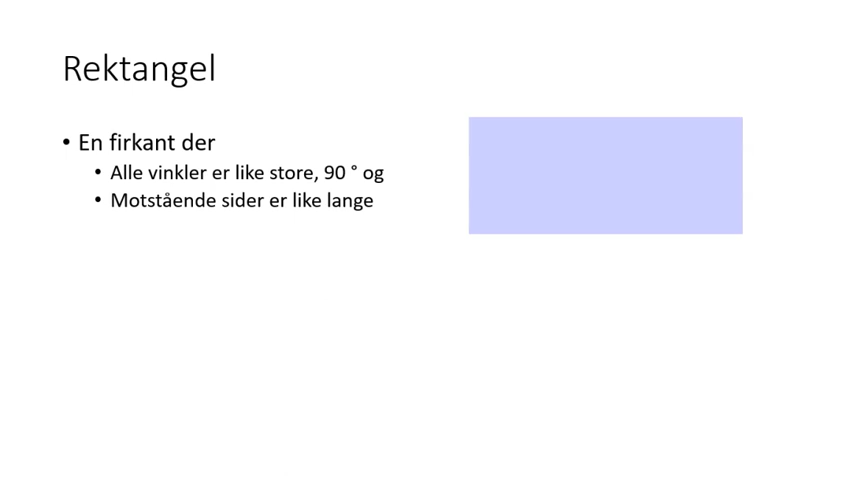 Rektangel
• En firkant der
• Alle vinkler er like store, 90 ° og
• Motstående sider er like lange